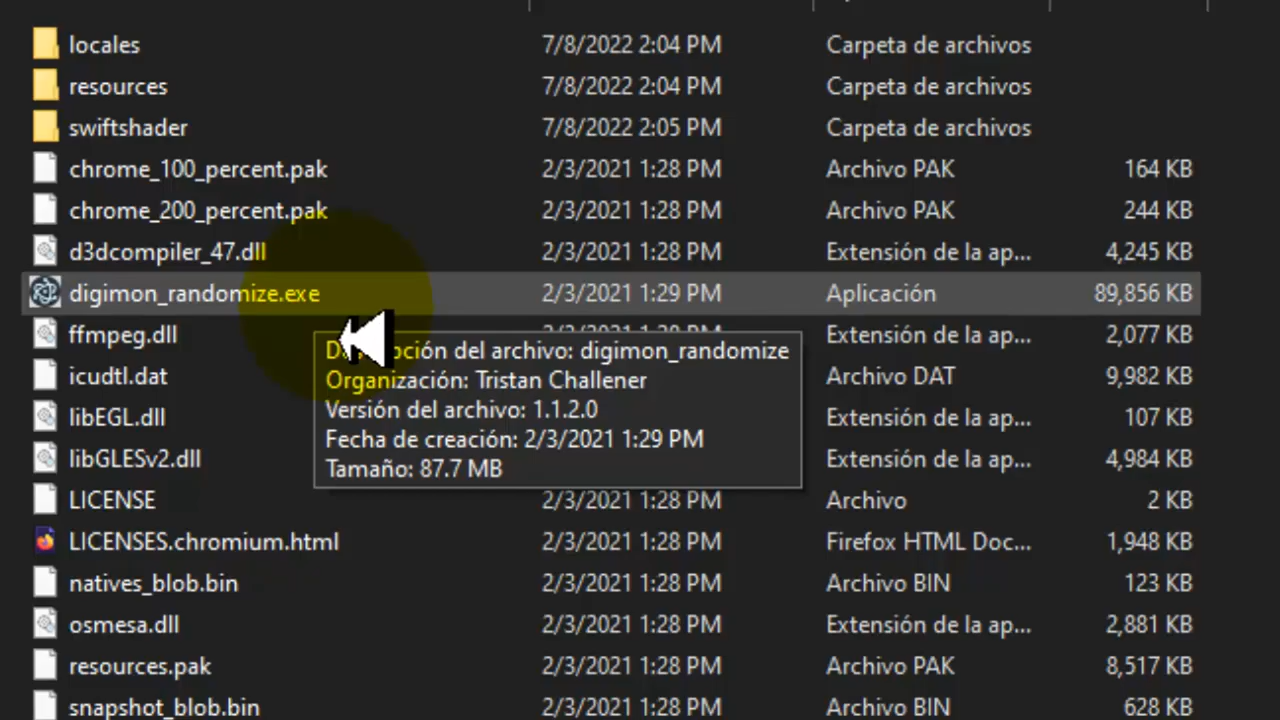 locales 7/8/2022 2:04 PM Carpeta de archivos
resources 7/8/2022 2:04 PM Carpeta de archivos
swiftshader 7/8/2022 2:05 PM Carpeta de archivos
chrome_100_percent.pak 2/3/2021 1:28 PM Archivo PAK 164 KB
chrome_200_percent.pak 2/3/2021 1:28 PM Archivo PAK 244 KB
d3dcompiler_47.dll 2/3/2021 1:28 PM Extensión de la ap... 4,245 KB
digimon_randomize.exe 2/3/2021 1:29 PM Aplicación 89,856 KB
ffmpeg.dll 2/3/2021 1:28 PM Extensión de la ap... 2,077 KB
del archivo: digimon_randomize
icudtl.dat Archivo DAT 9,982 KB
Organización: Tristan Challener
Versión del archivo: 1.1.2.0
libEGL.dll Extensión de la ap... 107 KB
Fecha de creación: 2/3/2021 1:29 PM
libGLESv2.dll Extensión de la ap... 4,984 KB
Tamaño: 87.7 MB
LICENSE 2/3/2021 1:28 PM Archivo 2 KB
LICENSES.chromium.html 2/3/2021 1:28 PM Firefox HTML Doc... 1,948 KB
natives_blob.bin 2/3/2021 1:28 PM Archivo BIN 123 KB
osmesa.dll 2/3/2021 1:28 PM Extensión de la ap... 2,881 KB
resources.pak 2/3/2021 1:28 PM Archivo PAK 8,517 KB
snapshot_blob.bin 2/3/2021 1:28 PM Archivo BIN 628 KB